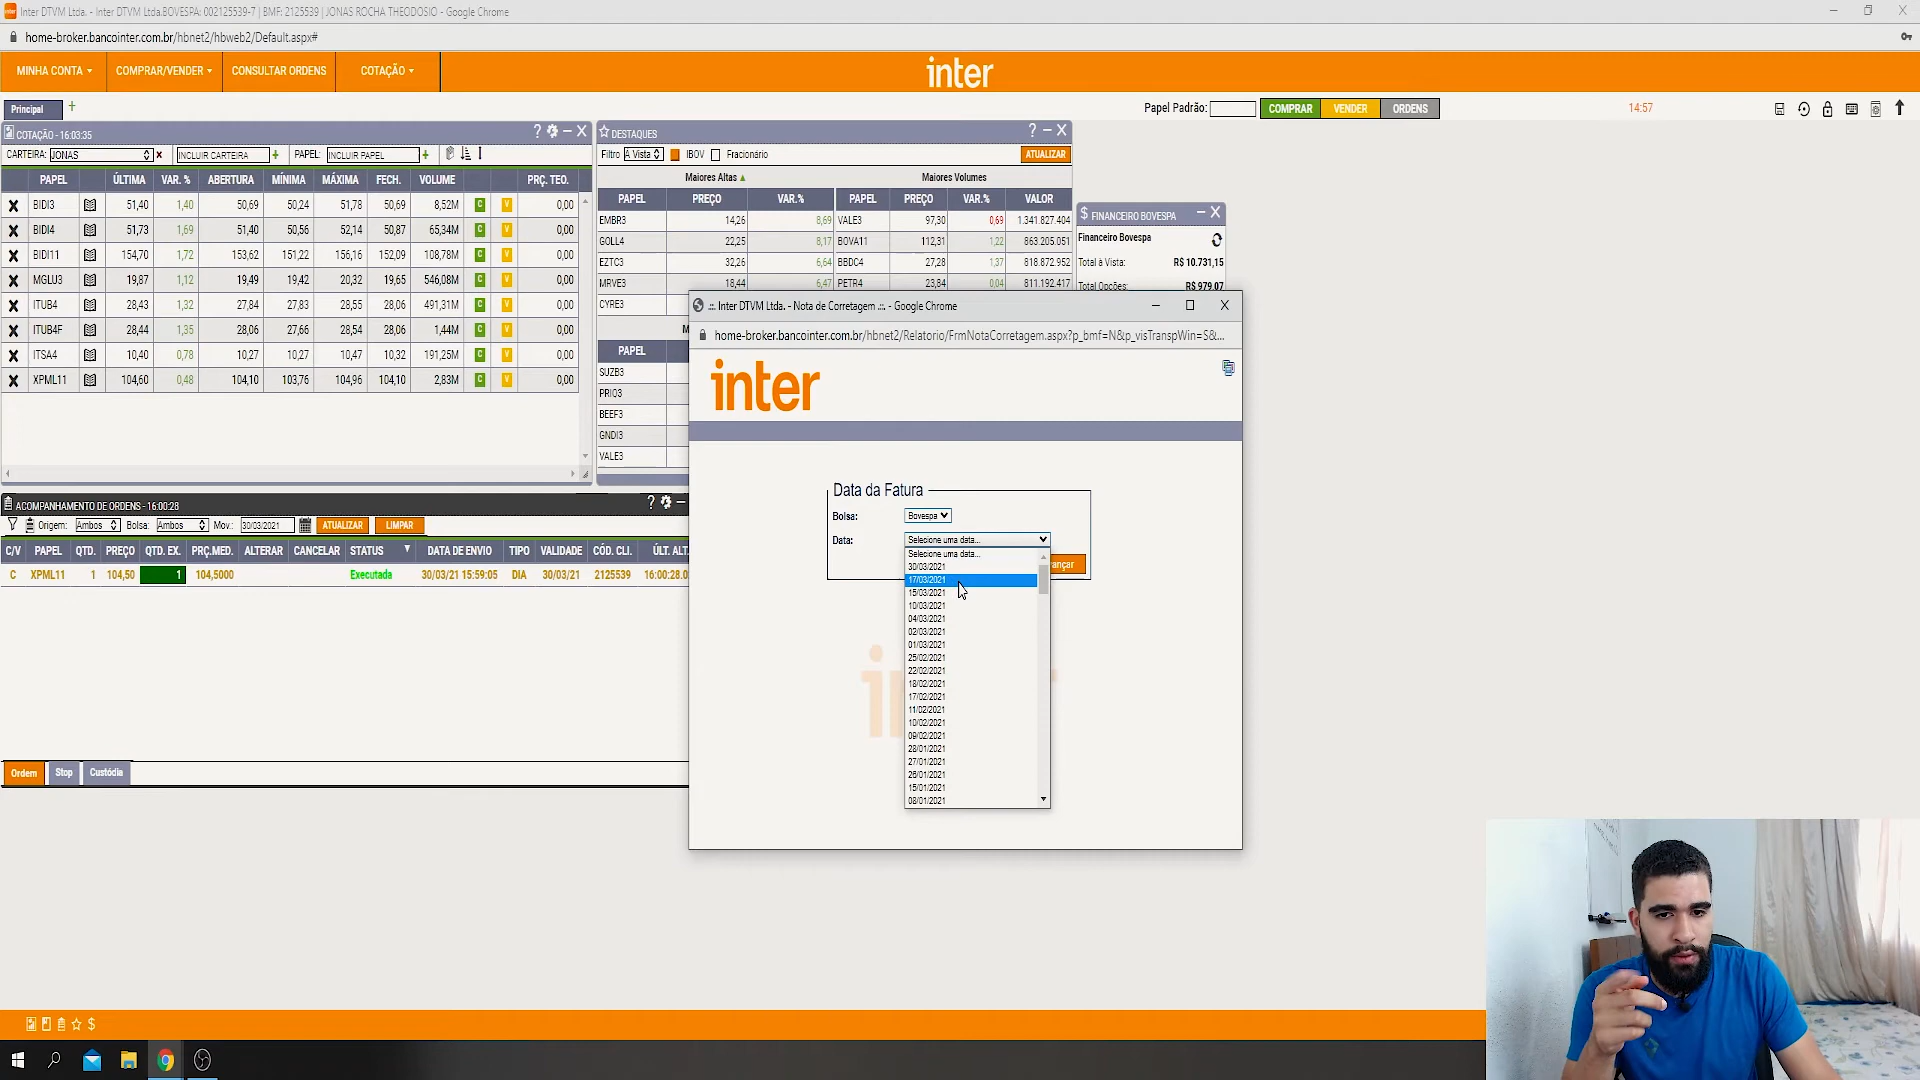 Inter DTVM Ltda. - Inter DTVM Ltda.BOVESPA: 002125539-7 | BMF: 2125539 | JONAS ROCHA THEODOSIO - Google Chrome
home-broker.bancointer.com.br/hbnet2/hbweb2/Default.aspx#
MINHA CONTA COMPRAR/VENDER CONSULTAR ORDENS COTAÇÃO inter
Principal + Papel Padrão: COMPRAR VENDER ORDENS 14:57
COTAÇÃO - 16:03:35
CARTEIRA: JONAS INCLUIR CARTEIRA + PAPEL: INCLUIR PAPEL +
PAPEL ÚLTIMA VAR. % ABERTURA MÍNIMA MÁXIMA FECH. VOLUME PRÇ. TEO.
BIDI3 51,40 1,40 50,69 50,24 51,78 50,69 8,52M C V 0,00
BIDI4 51,73 1,69 51,40 50,56 52,14 50,87 65,34M C V 0,00
BIDI11 154,70 1,72 153,62 151,22 156,16 152,09 108,78M C V 0,00
MGLU3 19,87 1,12 19,49 19,42 20,32 19,65 546,08M C V 0,00
ITUB4 28,43 1,32 27,84 27,83 28,55 28,06 491,31M C V 0,00
ITUB4F 28,44 1,35 28,06 27,66 28,54 28,06 1,44M C V 0,00
ITSA4 10,40 0,78 10,27 10,27 10,47 10,32 191,25M C V 0,00
XPML11 104,60 0,48 104,10 103,76 104,96 104,10 2,83M C V 0,00
DESTAQUES
Filtro A Vista IBOV Fracionário ATUALIZAR
Maiores Altas Maiores Volumes
PAPEL PREÇO VAR.% PAPEL PREÇO VAR.% VALOR
EMBR3 14,26 8,69 VALE3 97,30 0,69 1.341.827.404
GOLL4 22,25 8,17 BOVA11 112,31 1,22 863.205.051
EZTC3 32,26 6,64 BBDC4 27,28 1,37 818.872.952
MRVE3 18,44 6,47 PETR4 23,84 0,04 811.192.417
CYRE3
M
PAPEL
SUZB3
PRIO3
BEEF3
GNDI3
VALE3
$ FINANCEIRO BOVESPA
Financeiro Bovespa
Total à Vista: R$ 10.731,15
Total Opções: R$ 979,07
.::. Inter DTVM Ltda. - Nota de Corretagem .::. - Google Chrome
home-broker.bancointer.com.br/hbnet2/Relatorio/FrmNotaCorretagem.aspx?p_bmf=N&p_visTranspWin=S&...
inter
Data da Fatura
Bolsa: Bovespa
Data: Selecione uma data...
Selecione uma data...
30/03/2021
17/03/2021
15/03/2021
10/03/2021
04/03/2021
02/03/2021
01/03/2021
25/02/2021
22/02/2021
18/02/2021
17/02/2021
11/02/2021
10/02/2021
09/02/2021
28/01/2021
27/01/2021
26/01/2021
15/01/2021
08/01/2021
ançar
ACOMPANHAMENTO DE ORDENS - 16:00:28
Origem: Ambos Bolsa: Ambos Mov.: 30/03/2021 ATUALIZAR LIMPAR
C/V PAPEL QTD. PREÇO QTD. EX. PRÇ.MED. ALTERAR CANCELAR STATUS DATA DE ENVIO TIPO VALIDADE CÓD. CLI. ÚLT. ALT.
C XPML11 1 104,50 1 104,5000 Executada 30/03/21 15:59:05 DIA 30/03/21 2125539 16:00:28.0
Ordem Stop Custódia